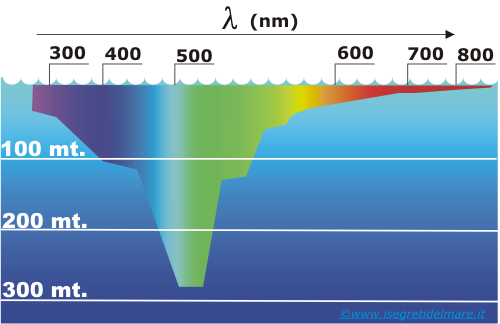 λ (nm)
300 400 500 600 700 800
100 mt.
200 mt.
300 mt.
©www.isegretidelmare.it